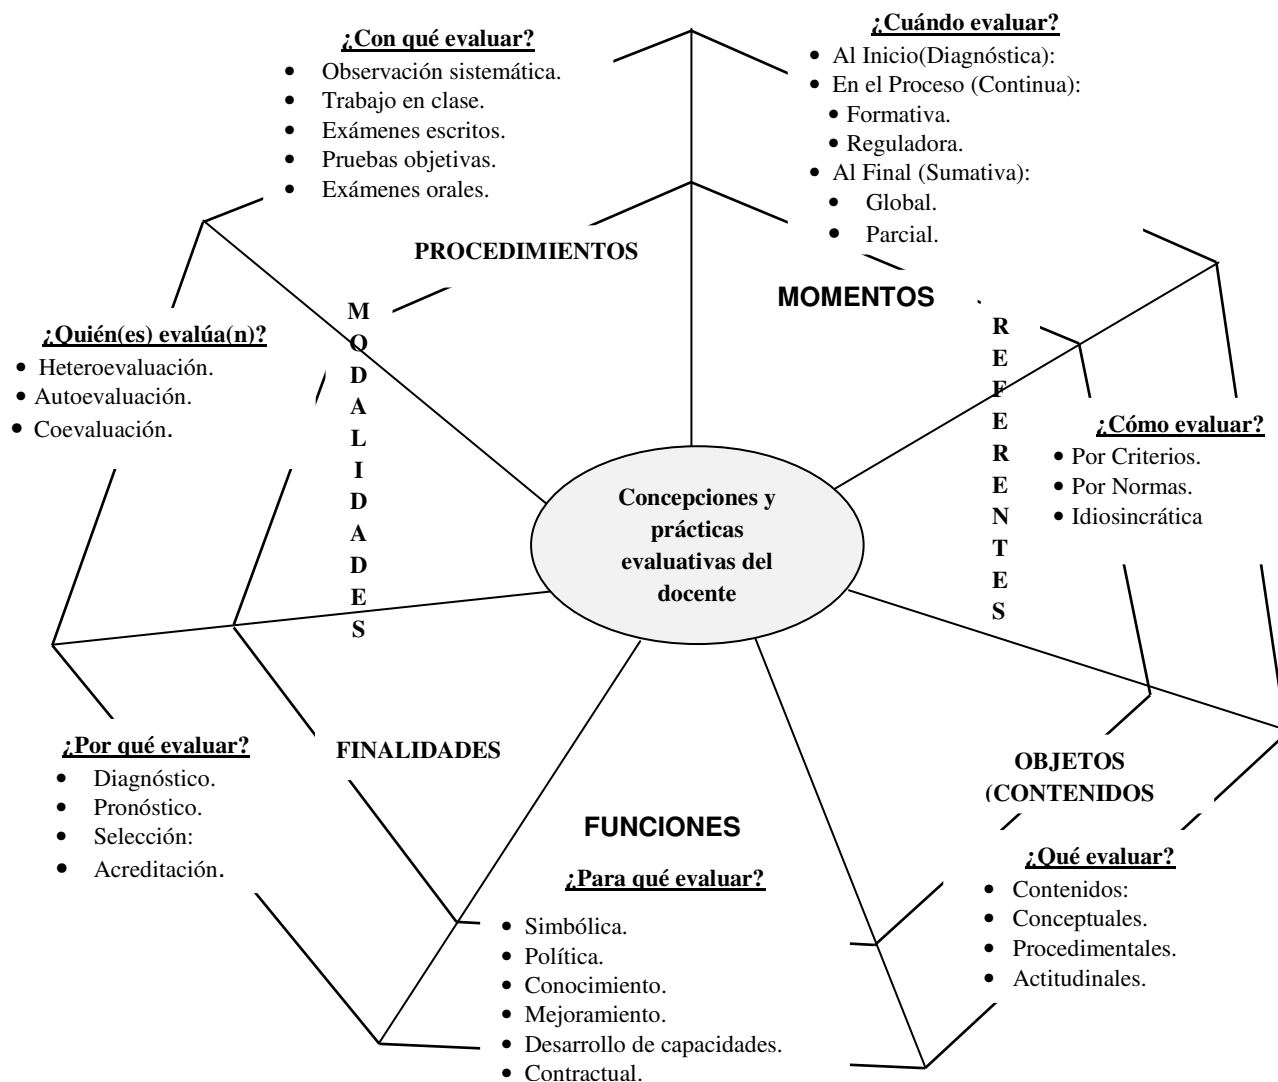 ¿Con qué evaluar?
• Observación sistemática.
• Trabajo en clase.
• Exámenes escritos.
• Pruebas objetivas.
• Exámenes orales.
PROCEDIMIENTOS
¿Cuándo evaluar?
• Al Inicio(Diagnóstica):
• En el Proceso (Continua):
• Formativa.
• Reguladora.
• Al Final (Sumativa):
• Global.
• Parcial.
MOMENTOS
¿Quién(es) evalúa(n)?
• Heteroevaluación.
• Autoevaluación.
• Coevaluación.
MODALIDADES
Concepciones y
prácticas
evaluativas del
docente
REFERENTES
¿Cómo evaluar?
• Por Criterios.
• Por Normas.
• Idiosincrática
¿Por qué evaluar?
• Diagnóstico.
• Pronóstico.
• Selección:
• Acreditación.
FINALIDADES
FUNCIONES
¿Para qué evaluar?
• Simbólica.
• Política.
• Conocimiento.
• Mejoramiento.
• Desarrollo de capacidades.
• Contractual.
OBJETOS
(CONTENIDOS
¿Qué evaluar?
• Contenidos:
• Conceptuales.
• Procedimentales.
• Actitudinales.